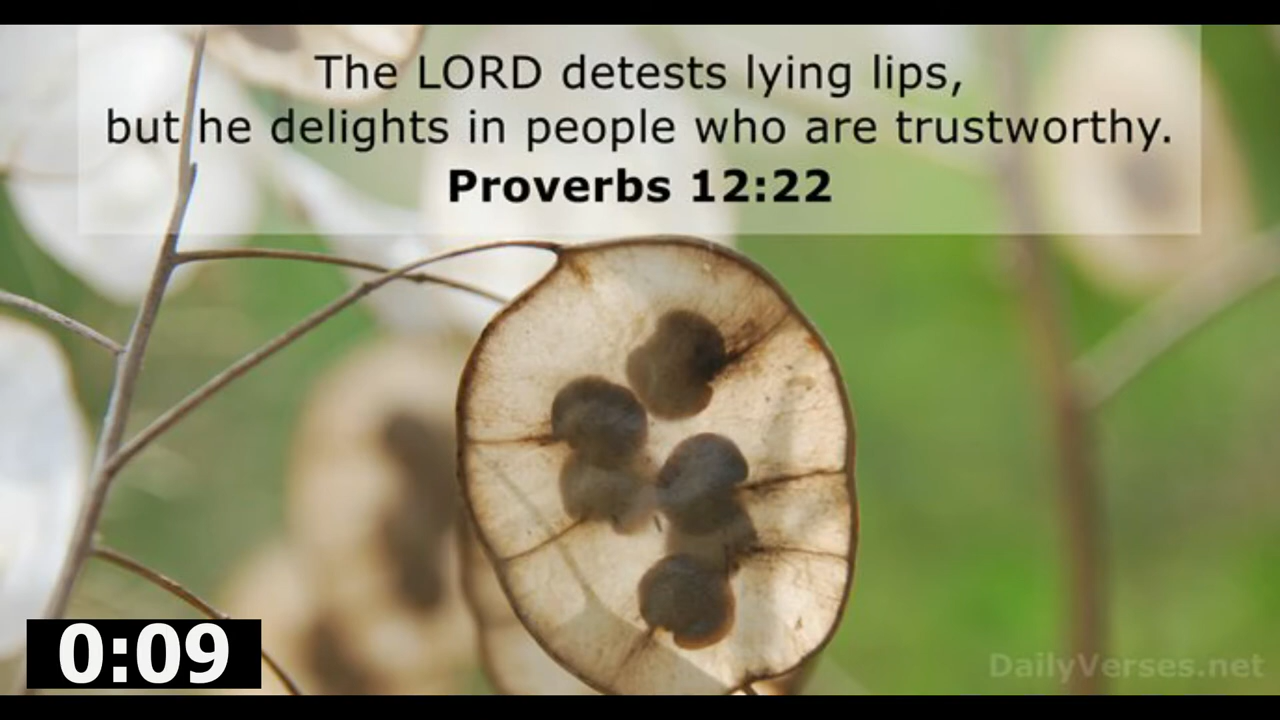 The LORD detests lying lips,
but he delights in people who are trustworthy.
Proverbs 12:22
0:09
DailyVerses.net